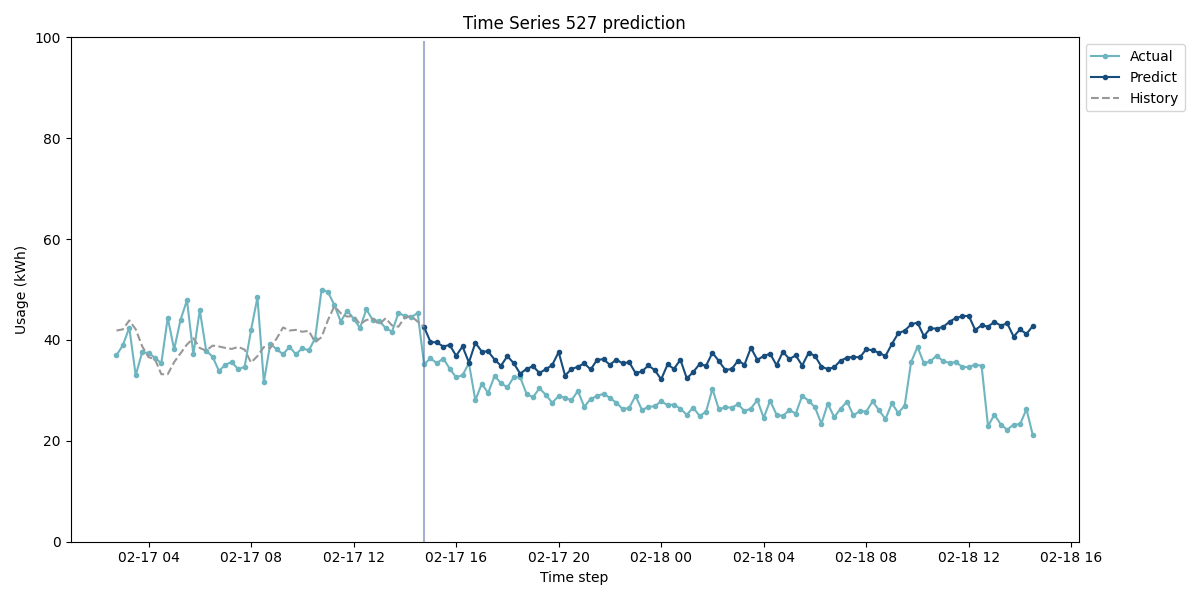 Time Series 527 prediction
100
80
60
40
20
0
Usage (kWh)
02-17 04
02-17 08
02-17 12
02-17 16
02-17 20
02-18 00
02-18 04
02-18 08
02-18 12
02-18 16
Time step
Actual
Predict
History